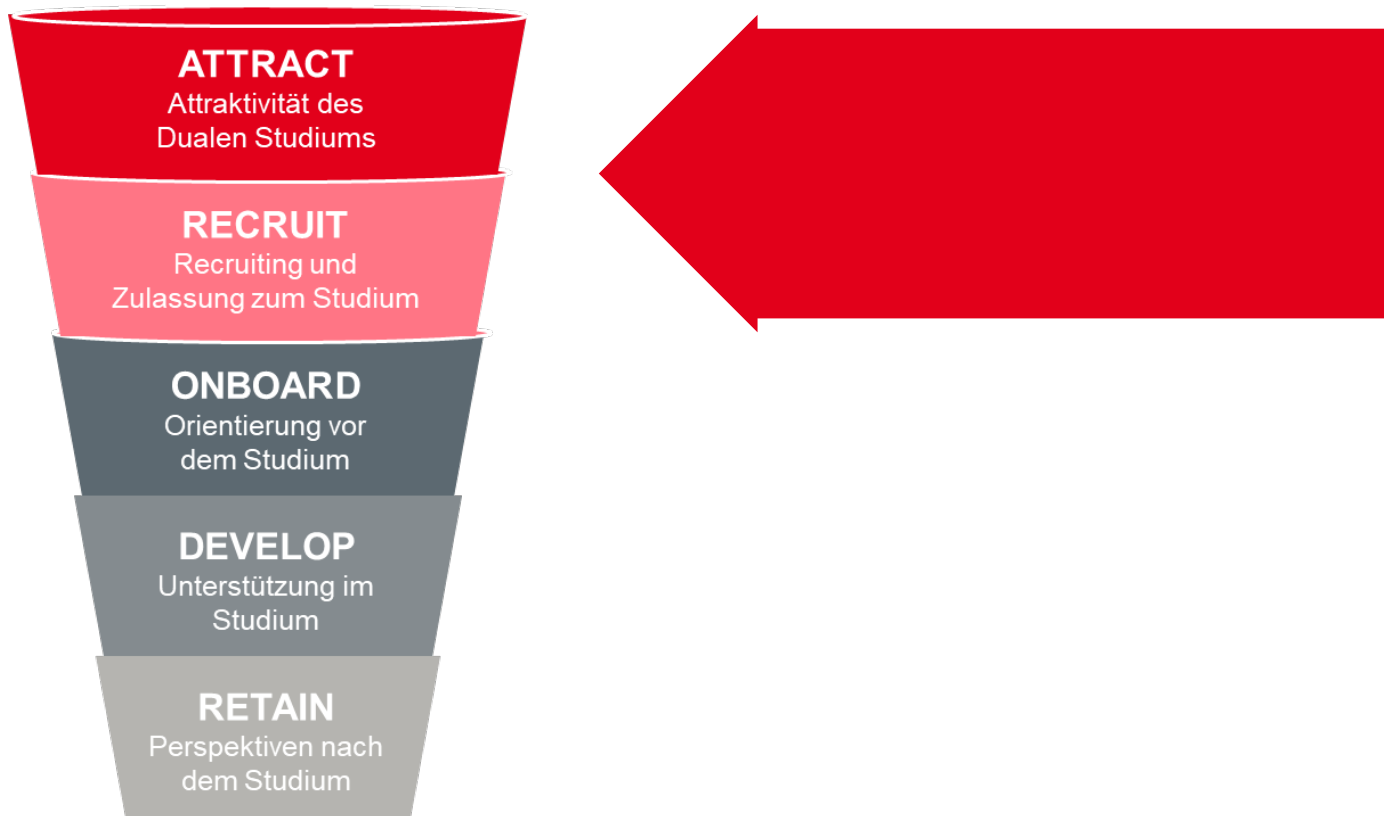 ATTRACT
Attraktivität des
Dualen Studiums
RECRUIT
Recruiting und
Zulassung zum Studium
ONBOARD
Orientierung vor
dem Studium
DEVELOP
Unterstützung im
Studium
RETAIN
Perspektiven nach
dem Studium